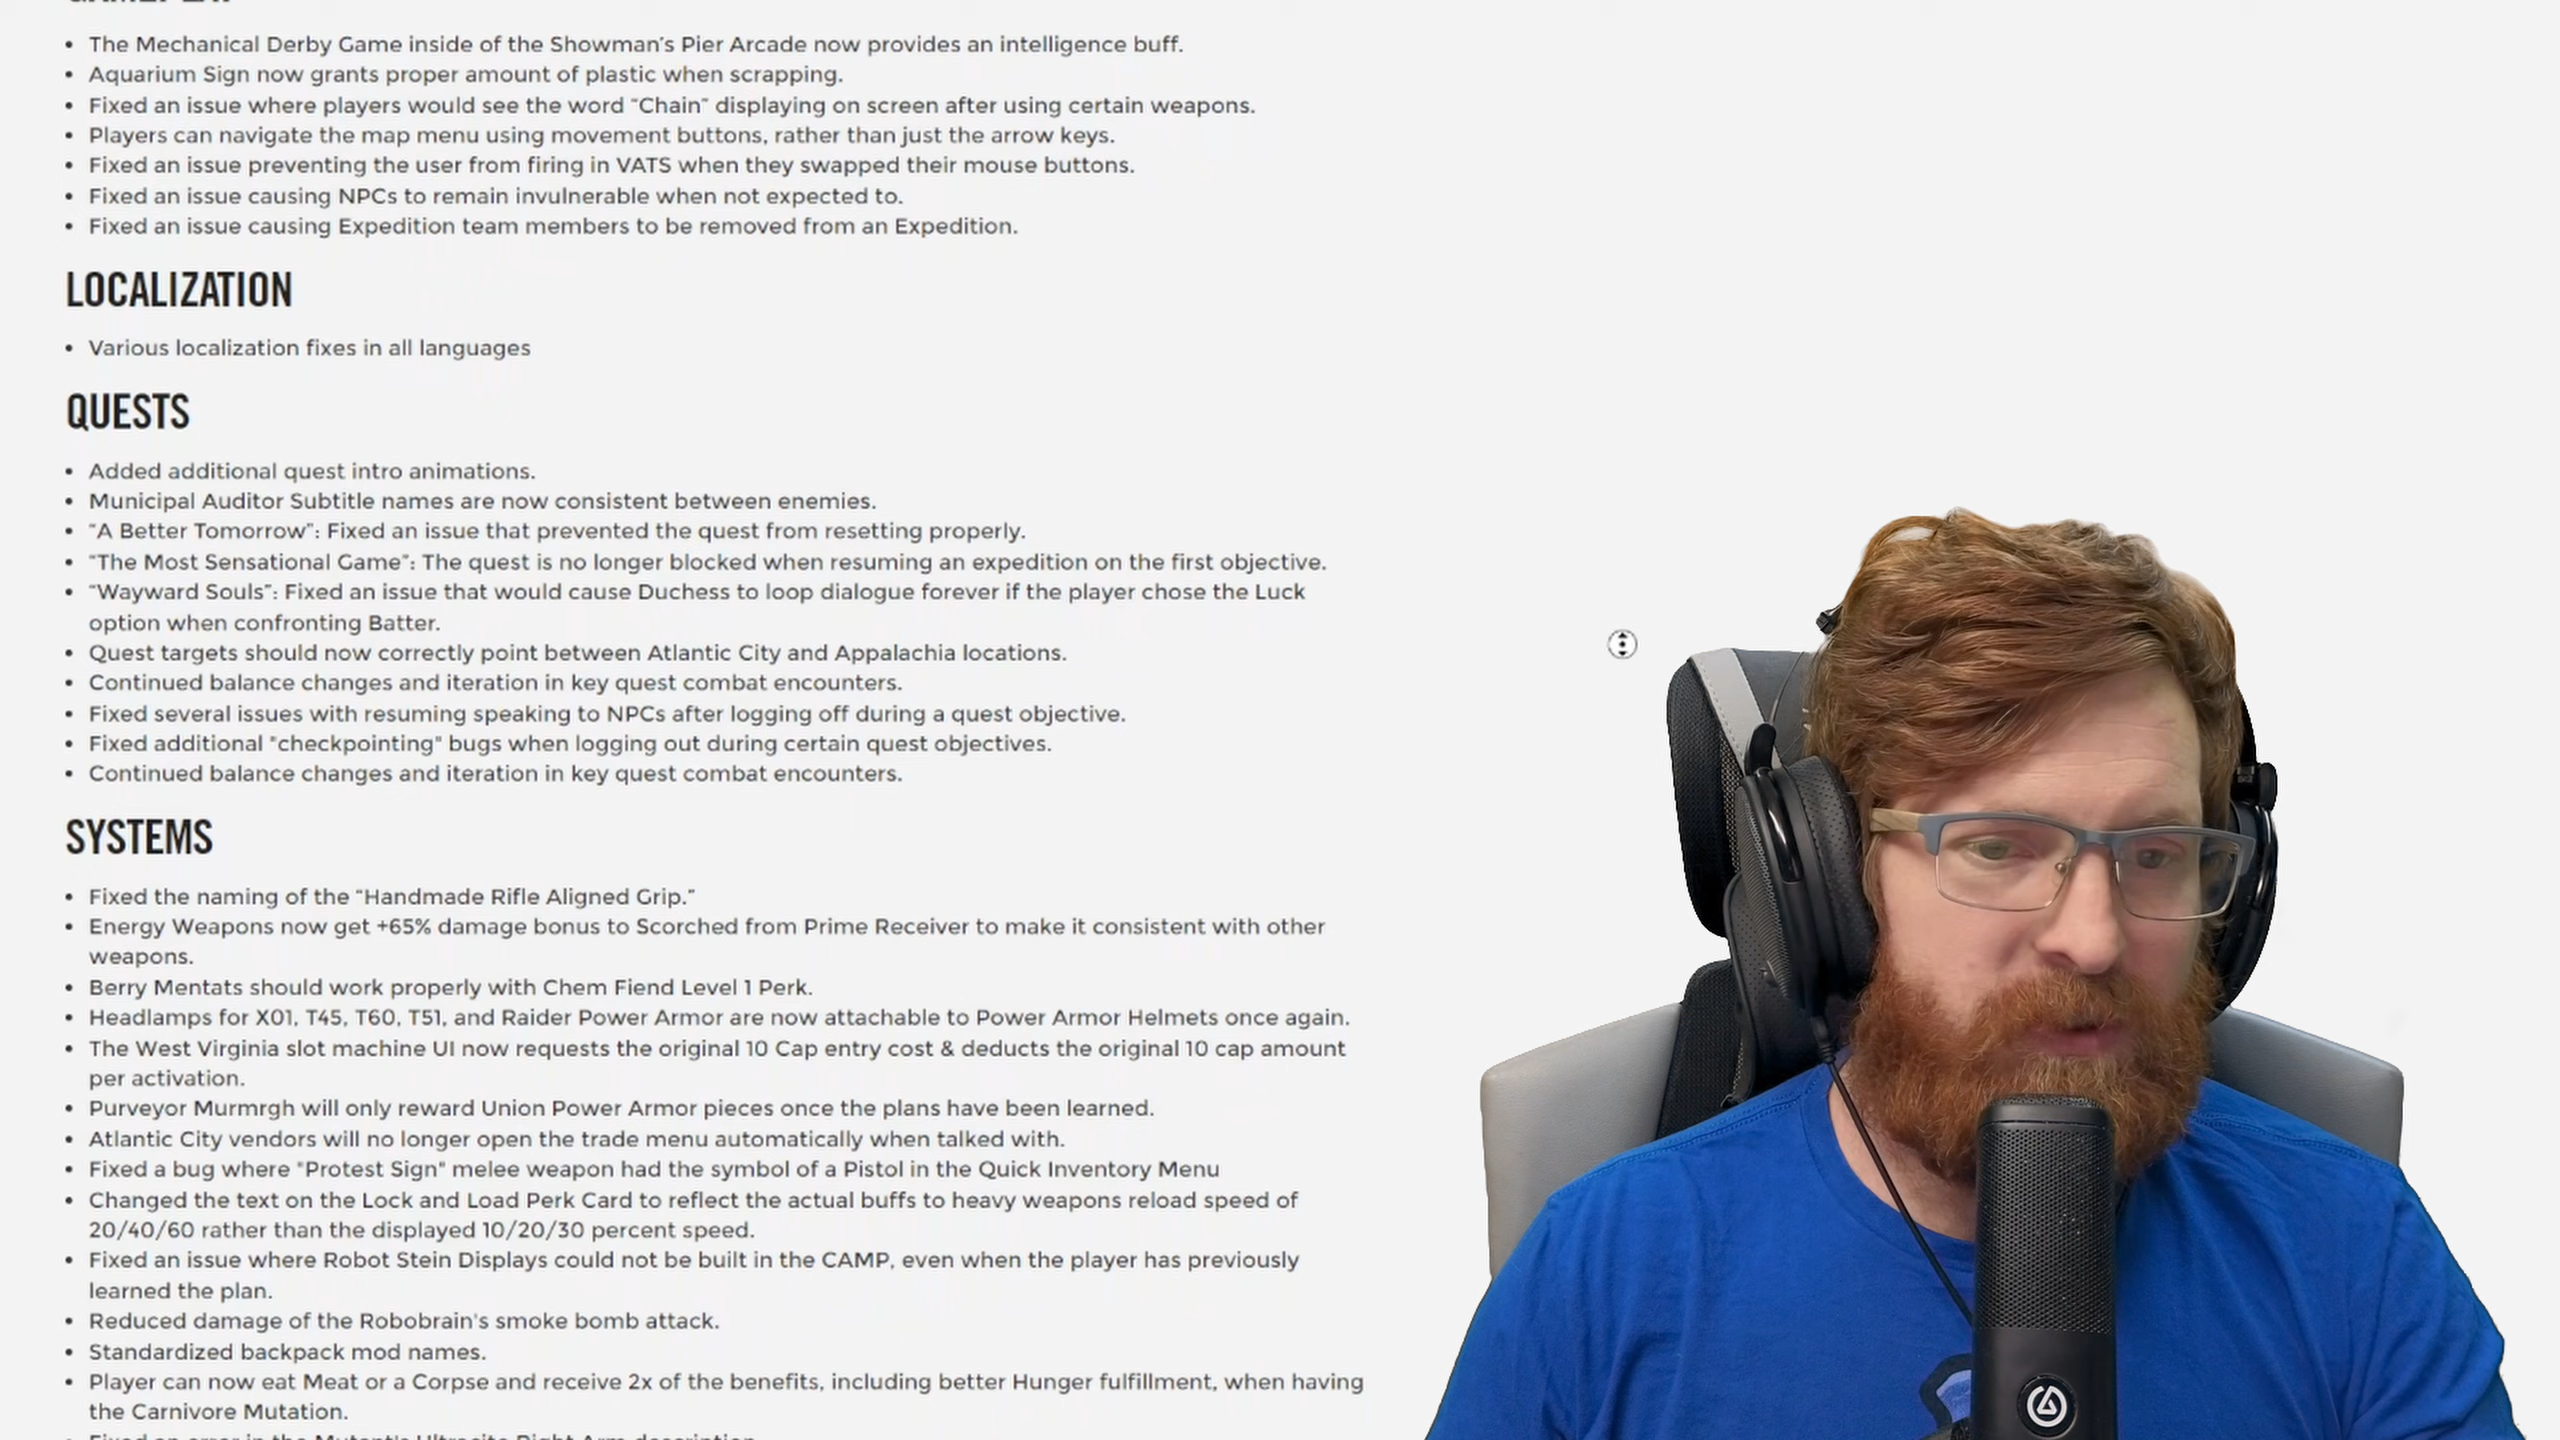 GAMEPLAY
• The Mechanical Derby Game inside of the Showman's Pier Arcade now provides an intelligence buff.
• Aquarium Sign now grants proper amount of plastic when scrapping.
• Fixed an issue where players would see the word “Chain” displaying on screen after using certain weapons.
• Players can navigate the map menu using movement buttons, rather than just the arrow keys.
• Fixed an issue preventing the user from firing in VATS when they swapped their mouse buttons.
• Fixed an issue causing NPCs to remain invulnerable when not expected to.
• Fixed an issue causing Expedition team members to be removed from an Expedition.
LOCALIZATION
• Various localization fixes in all languages
QUESTS
• Added additional quest intro animations.
• Municipal Auditor Subtitle names are now consistent between enemies.
• “A Better Tomorrow”: Fixed an issue that prevented the quest from resetting properly.
• “The Most Sensational Game”: The quest is no longer blocked when resuming an expedition on the first objective.
• “Wayward Souls”: Fixed an issue that would cause Duchess to loop dialogue forever if the player chose the Luck
option when confronting Batter.
• Quest targets should now correctly point between Atlantic City and Appalachia locations.
• Continued balance changes and iteration in key quest combat encounters.
• Fixed several issues with resuming speaking to NPCs after logging off during a quest objective.
• Fixed additional "checkpointing" bugs when logging out during certain quest objectives.
• Continued balance changes and iteration in key quest combat encounters.
SYSTEMS
• Fixed the naming of the “Handmade Rifle Aligned Grip.”
• Energy Weapons now get +65% damage bonus to Scorched from Prime Receiver to make it consistent with other
weapons.
• Berry Mentats should work properly with Chem Fiend Level 1 Perk.
• Headlamps for X01, T45, T60, T51, and Raider Power Armor are now attachable to Power Armor Helmets once again.
• The West Virginia slot machine UI now requests the original 10 Cap entry cost & deducts the original 10 cap amount
per activation.
• Purveyor Murmrgh will only reward Union Power Armor pieces once the plans have been learned.
• Atlantic City vendors will no longer open the trade menu automatically when talked with.
• Fixed a bug where "Protest Sign" melee weapon had the symbol of a Pistol in the Quick Inventory Menu
• Changed the text on the Lock and Load Perk Card to reflect the actual buffs to heavy weapons reload speed of
20/40/60 rather than the displayed 10/20/30 percent speed.
• Fixed an issue where Robot Stein Displays could not be built in the CAMP, even when the player has previously
learned the plan.
• Reduced damage of the Robobrain's smoke bomb attack.
• Standardized backpack mod names.
• Player can now eat Meat or a Corpse and receive 2x of the benefits, including better Hunger fulfillment, when having
the Carnivore Mutation.
• Fixed an error in the Mutant's Ultracite Right Arm description.